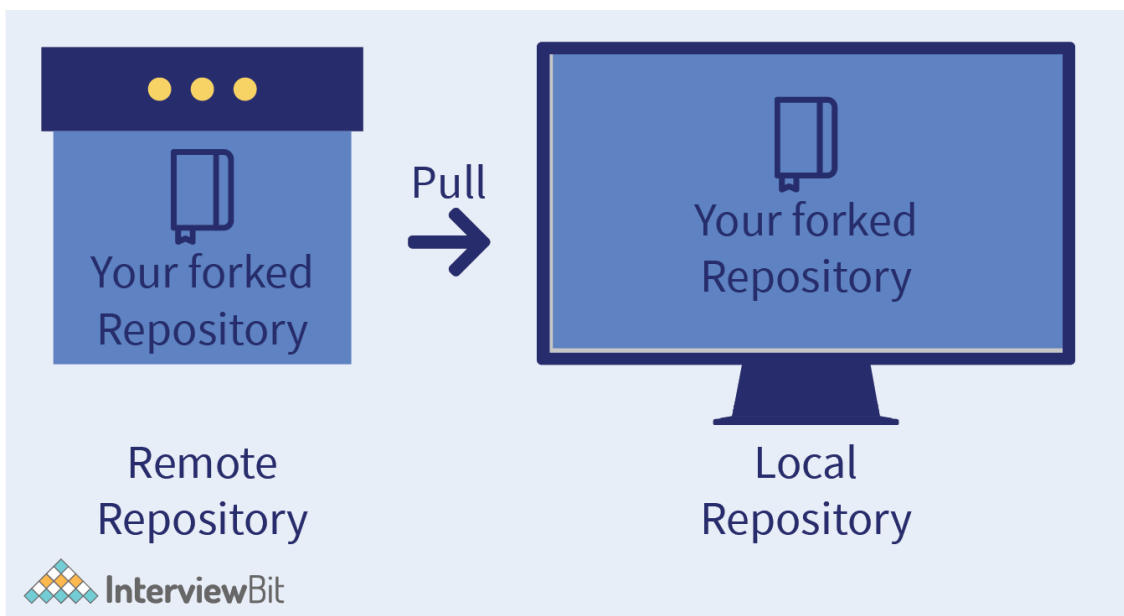 Your forked
Repository
Pull
Your forked
Repository
Remote
Repository
Local
Repository
InterviewBit